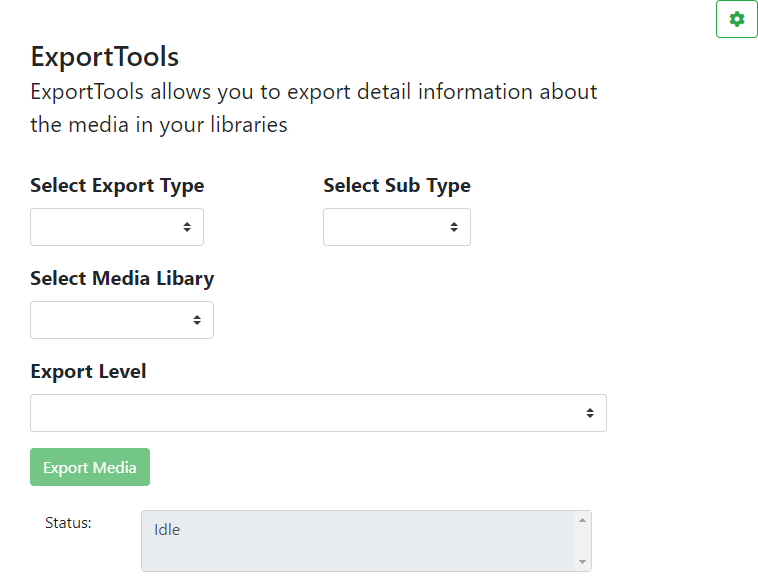 ExportTools
ExportTools allows you to export detail information about
the media in your libraries
Select Export Type
Select Sub Type
Select Media Libary
Export Level
Export Media
Status:
Idle